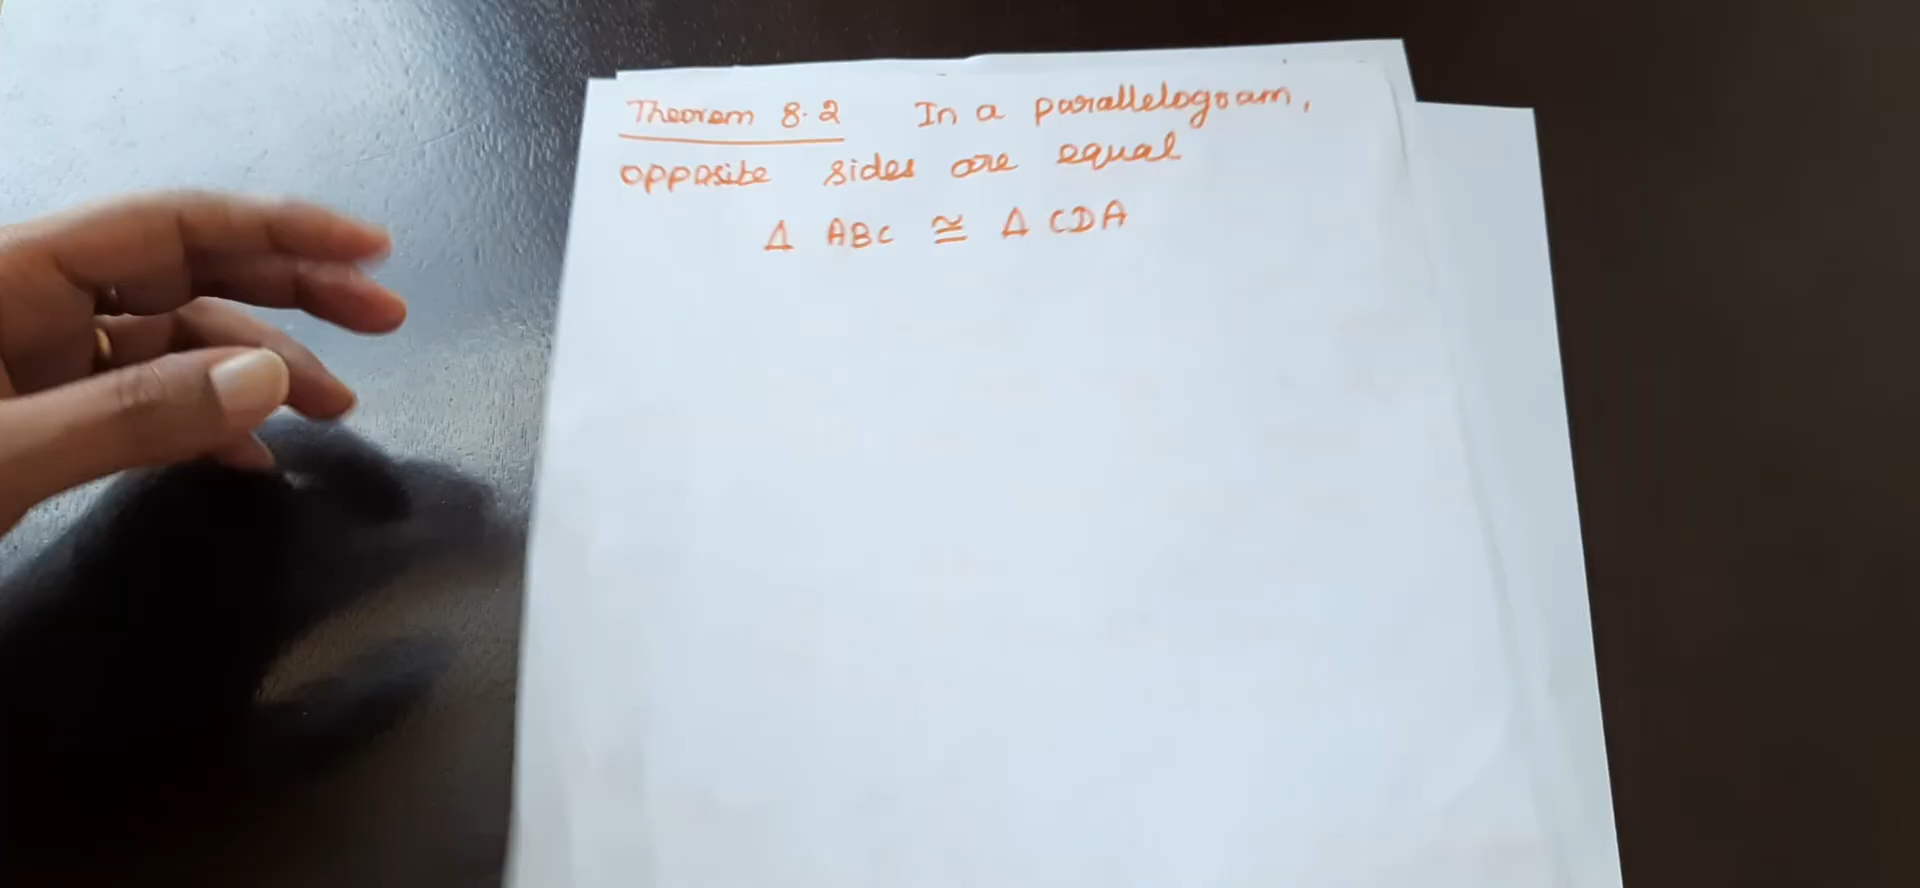 Theorem 8.2 In a parallelogram,
opposite sides are equal
Δ ABC ≅ Δ CDA